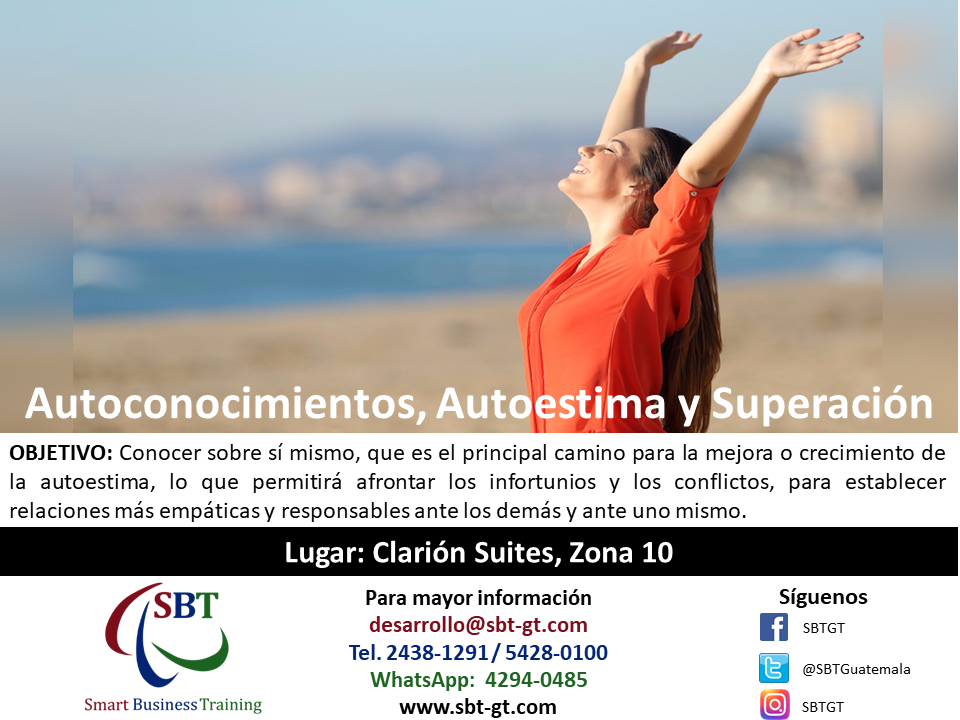 Autoconocimientos, Autoestima y Superación
OBJETIVO: Conocer sobre sí mismo, que es el principal camino para la mejora o crecimiento de
la autoestima, lo que permitirá afrontar los infortunios y los conflictos, para establecer
relaciones más empáticas y responsables ante los demás y ante uno mismo.
Lugar: Clarión Suites, Zona 10
SBT
Smart Business Training
Para mayor información
desarrollo@sbt-gt.com
Tel. 2438-1291/ 5428-0100
WhatsApp: 4294-0485
www.sbt-gt.com
Síguenos
SBTGT
@SBTGuatemala
SBTGT